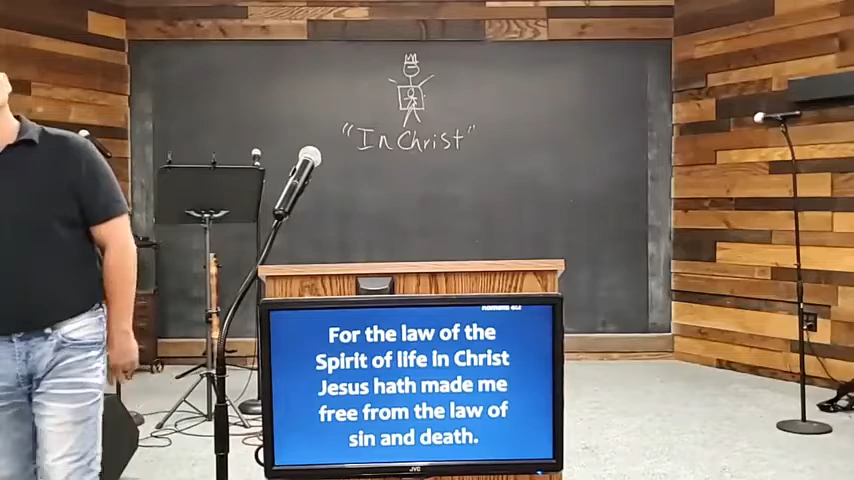 "In Christ"
For the law of the
Spirit of life in Christ
Jesus hath made me
free from the law of
sin and death.
JVC